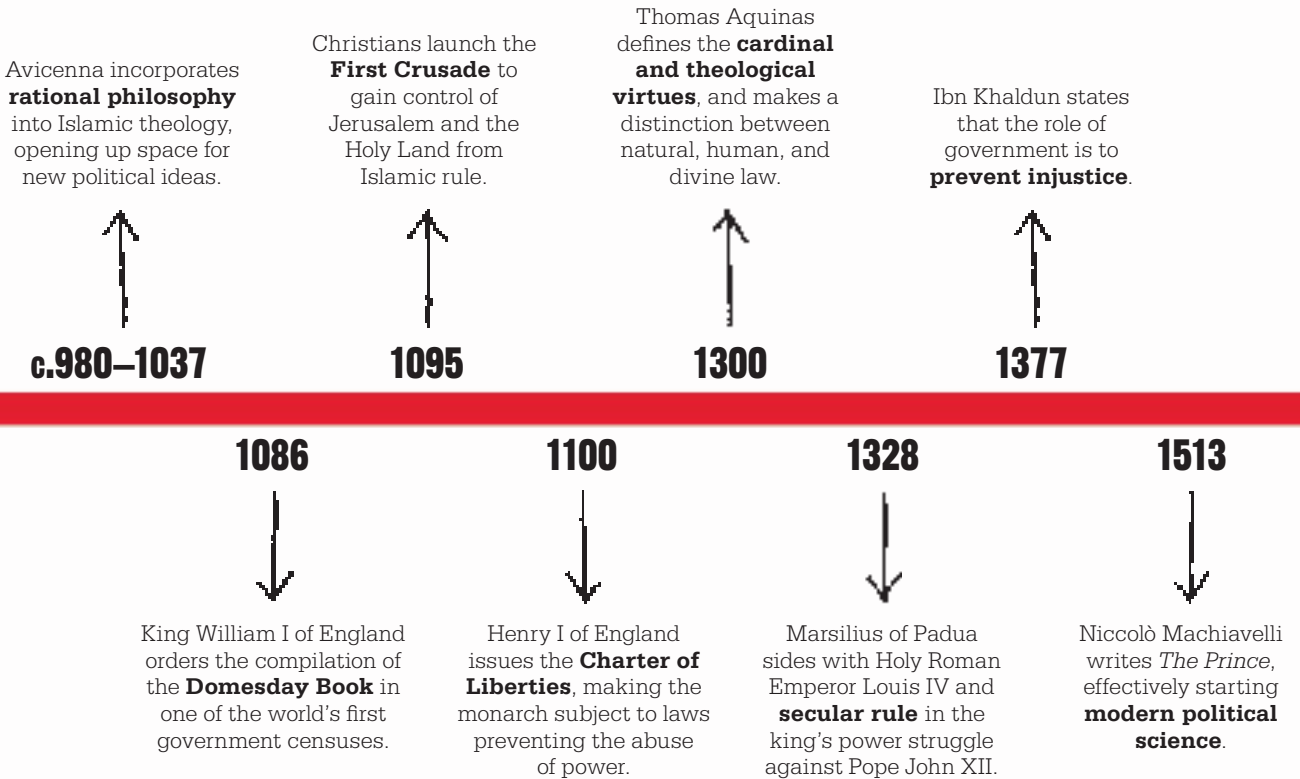 Avicenna incorporates
rational philosophy
into Islamic theology,
opening up space for
new political ideas.
c.980–1037
Christians launch the
First Crusade to
gain control of
Jerusalem and the
Holy Land from
Islamic rule.
1095
Thomas Aquinas
defines the cardinal
and theological
virtues, and makes a
distinction between
natural, human, and
divine law.
1300
Ibn Khaldun states
that the role of
government is to
prevent injustice.
1377
1086
King William I of England
orders the compilation of
the Domesday Book in
one of the world's first
government censuses.
1100
Henry I of England
issues the Charter of
Liberties, making the
monarch subject to laws
preventing the abuse
of power.
1328
Marsilius of Padua
sides with Holy Roman
Emperor Louis IV and
secular rule in the
king's power struggle
against Pope John XII.
1513
Niccolò Machiavelli
writes The Prince,
effectively starting
modern political
science.